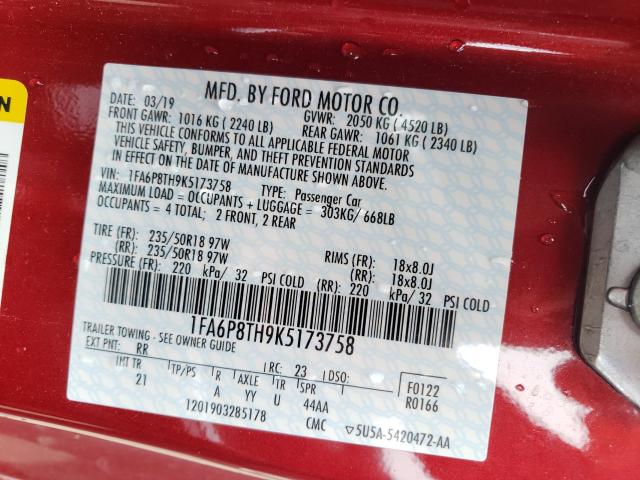 MFD. BY FORD MOTOR CO.
DATE: 03/19 GVWR: 2050 KG ( 4520 LB)
FRONT GAWR: 1016 KG ( 2240 LB) REAR GAWR: 1061 KG ( 2340 LB)
THIS VEHICLE CONFORMS TO ALL APPLICABLE FEDERAL MOTOR
VEHICLE SAFETY, BUMPER, AND THEFT PREVENTION STANDARDS
IN EFFECT ON THE DATE OF MANUFACTURE SHOWN ABOVE.
VIN: 1FA6P8TH9K5173758 TYPE: Passenger Car
MAXIMUM LOAD = OCCUPANTS + LUGGAGE = 303KG/ 668LB
OCCUPANTS = 4 TOTAL; 2 FRONT, 2 REAR
TIRE (FR): 235/50R18 97W RIMS (FR): 18x8.0J
(RR): 235/50R18 97W (RR): 18x8.0J
PRESSURE (FR): 220 kPa/ 32 PSI COLD (RR): 220 kPa/ 32 PSI COLD
1FA6P8TH9K5173758
TRAILER TOWING - SEE OWNER GUIDE
EXT PNT: RR RC: 23 DSO: F0122
INT TR TP/PS R AXLE TR SPR R0166
21 A YY U 44AA
1201903285178 CMC ▽5U5A-5420472-AA